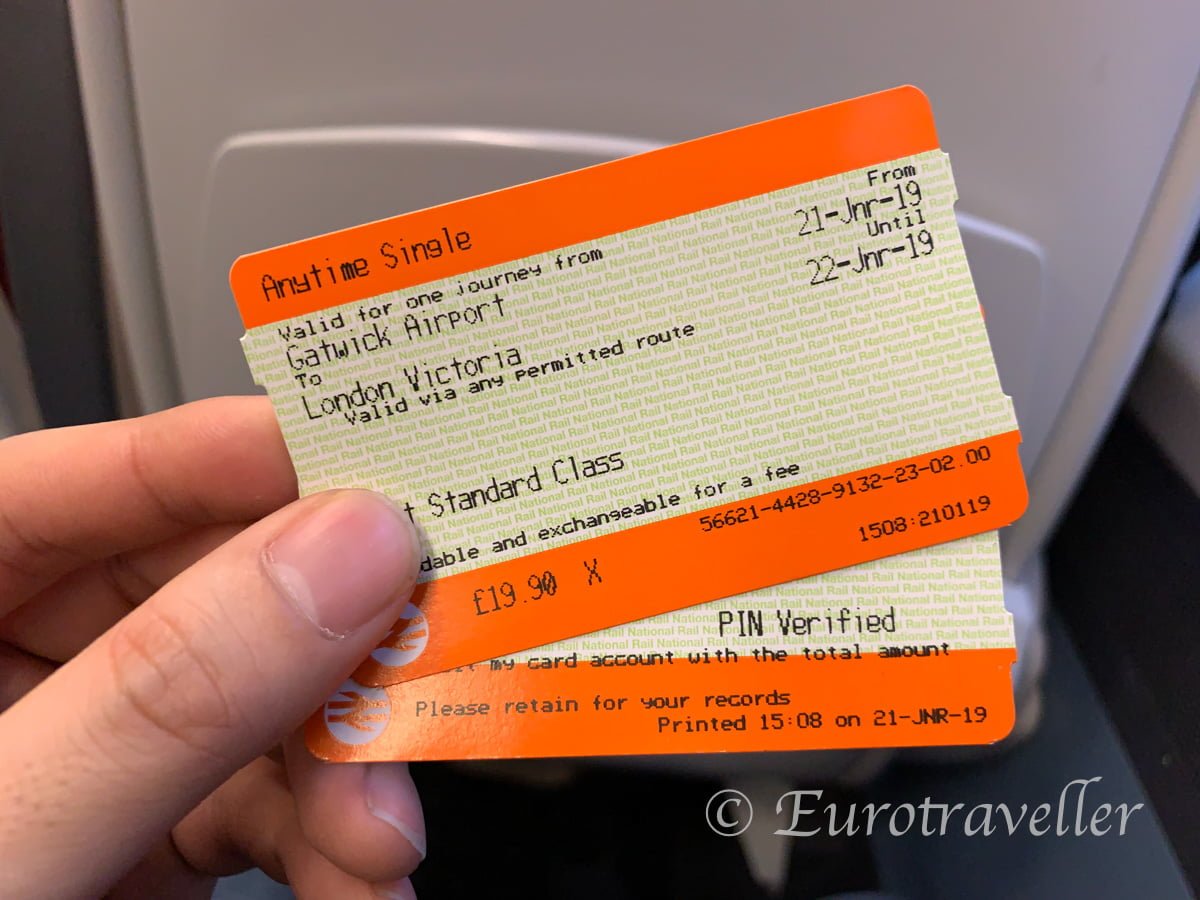 Anytime Single
From
21-Jnr-19
Valid for one journey from
Until
Gatwick Airport
22-Jnr-19
To
London Victoria
Valid via any Permitted route
Standard Class
and exchangeable for a fee
56621-4428-9132-23-02.00
1508:210119
£19.90 X
PIN Verified
my card account with the total amount
Please retain for your records
Printed 15:08 on 21-JNR-19
© Eurotraveller